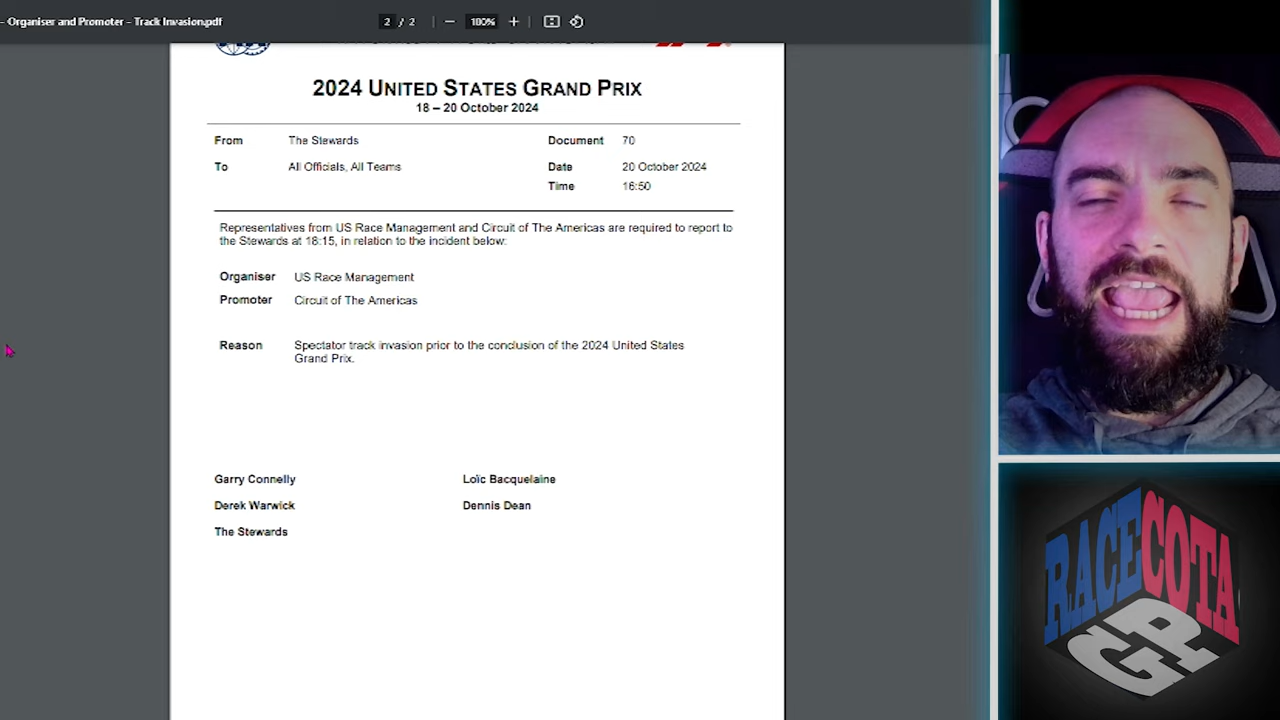 - Organiser and Promoter - Track Invasion.pdf
2 / 2
180%
2024 UNITED STATES GRAND PRIX
18 – 20 October 2024
From The Stewards Document 70
To All Officials, All Teams Date 20 October 2024
Time 16:50
Representatives from US Race Management and Circuit of The Americas are required to report to
the Stewards at 18:15, in relation to the incident below:
Organiser US Race Management
Promoter Circuit of The Americas
Reason Spectator track invasion prior to the conclusion of the 2024 United States
Grand Prix.
Garry Connelly Loïc Bacquelaine
Derek Warwick Dennis Dean
The Stewards
RACECOTA
GP